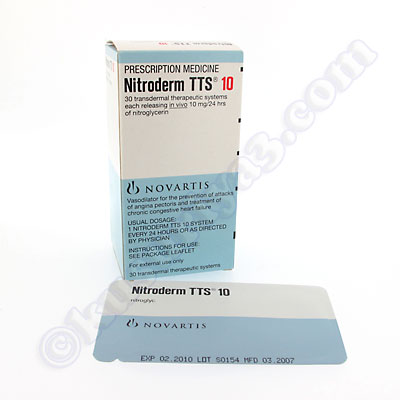 PRESCRIPTION MEDICINE
Nitroderm TTS® 10
30 transdermal therapeutic systems
each releasing in vivo 10 mg/24 hrs
of nitroglycerin
NOVARTIS
Vasodilator for the prevention of attacks
of angina pectoris and treatment of
chronic congestive heart failure
USUAL DOSAGE:
1 NITRODERM TTS 10 SYSTEM
EVERY 24 HOURS OR AS DIRECTED
BY PHYSICIAN
INSTRUCTIONS FOR USE:
SEE PACKAGE LEAFLET
For external use only
30 transdermal therapeutic systems
Nitroderm TTS® 10
nitroglyc
NOVARTIS
EXP 02.2010 LOT S0154 MFD 03.2007